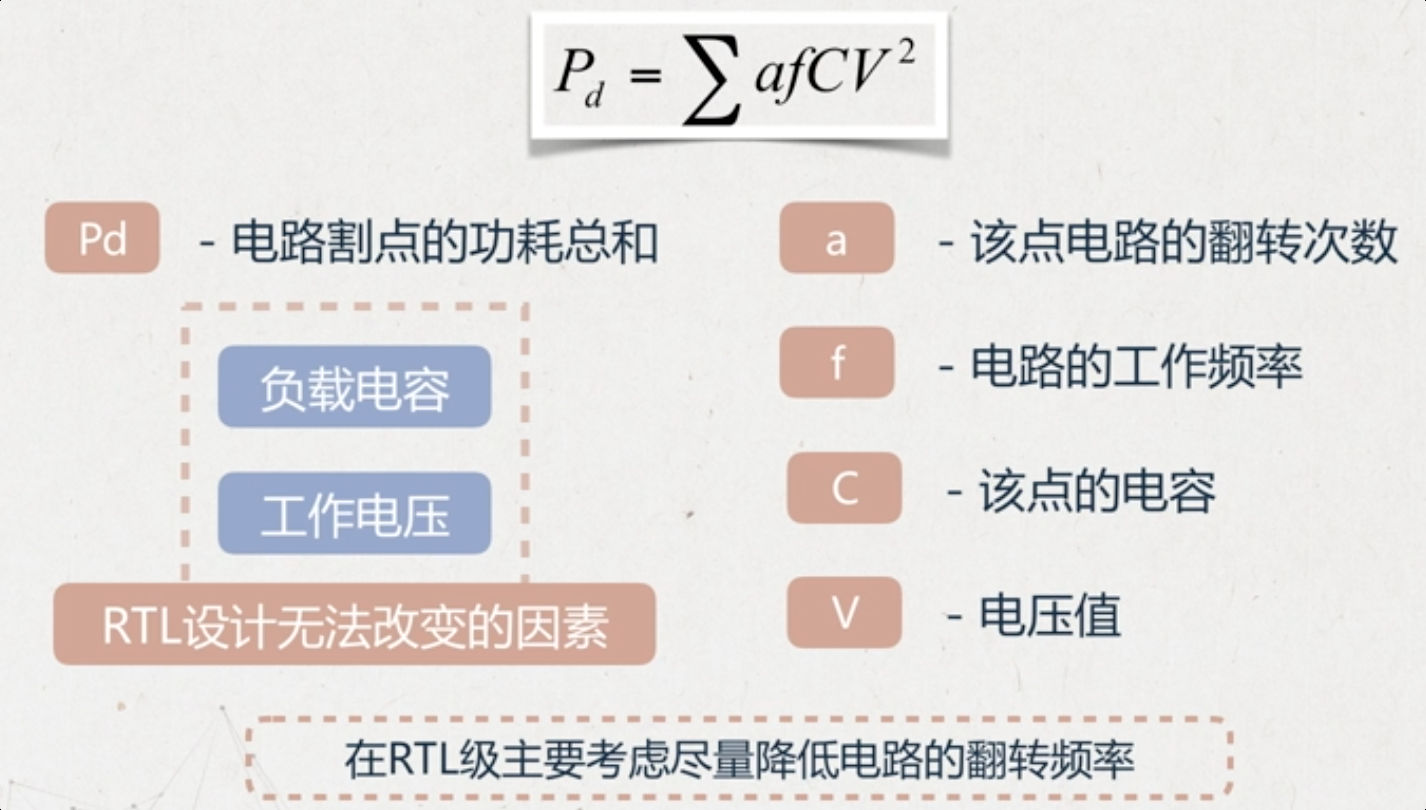 P_d = ∑ afCV²
Pd - 电路割点的功耗总和
a - 该点电路的翻转次数
负载电容
f - 电路的工作频率
工作电压
C - 该点的电容
RTL设计无法改变的因素
V - 电压值
在RTL级主要考虑尽量降低电路的翻转频率